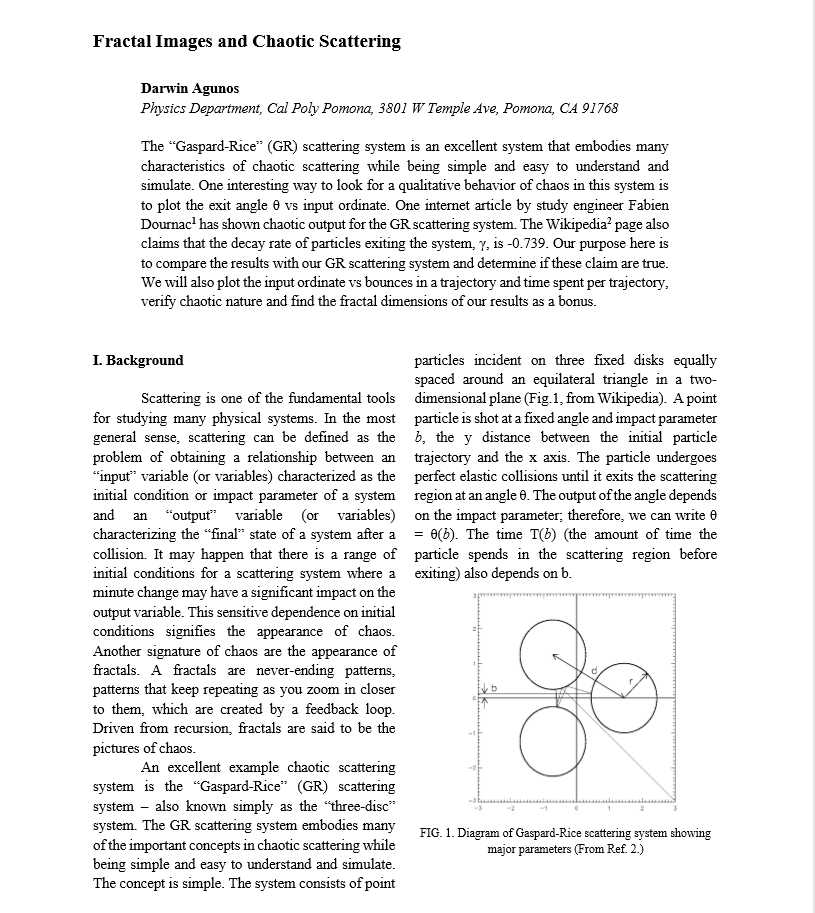 Fractal Images and Chaotic Scattering
Darwin Agunos
Physics Department, Cal Poly Pomona, 3801 W Temple Ave, Pomona, CA 91768
The “Gaspard-Rice” (GR) scattering system is an excellent system that embodies many
characteristics of chaotic scattering while being simple and easy to understand and
simulate. One interesting way to look for a qualitative behavior of chaos in this system is
to plot the exit angle θ vs input ordinate. One internet article by study engineer Fabien
Dournac¹ has shown chaotic output for the GR scattering system. The Wikipedia² page also
claims that the decay rate of particles exiting the system, γ, is -0.739. Our purpose here is
to compare the results with our GR scattering system and determine if these claim are true.
We will also plot the input ordinate vs bounces in a trajectory and time spent per trajectory,
verify chaotic nature and find the fractal dimensions of our results as a bonus.
I. Background
Scattering is one of the fundamental tools
for studying many physical systems. In the most
general sense, scattering can be defined as the
problem of obtaining a relationship between an
“input” variable (or variables) characterized as the
initial condition or impact parameter of a system
and an “output” variable (or variables)
characterizing the “final” state of a system after a
collision. It may happen that there is a range of
initial conditions for a scattering system where a
minute change may have a significant impact on the
output variable. This sensitive dependence on initial
conditions signifies the appearance of chaos.
Another signature of chaos are the appearance of
fractals. A fractals are never-ending patterns,
patterns that keep repeating as you zoom in closer
to them, which are created by a feedback loop.
Driven from recursion, fractals are said to be the
pictures of chaos.
An excellent example chaotic scattering
system is the “Gaspard-Rice” (GR) scattering
system – also known simply as the “three-disc”
system. The GR scattering system embodies many
of the important concepts in chaotic scattering while
being simple and easy to understand and simulate.
The concept is simple. The system consists of point
particles incident on three fixed disks equally
spaced around an equilateral triangle in a two-
dimensional plane (Fig.1, from Wikipedia). A point
particle is shot at a fixed angle and impact parameter
b, the y distance between the initial particle
trajectory and the x axis. The particle undergoes
perfect elastic collisions until it exits the scattering
region at an angle θ. The output of the angle depends
on the impact parameter; therefore, we can write θ
= θ(b). The time T(b) (the amount of time the
particle spends in the scattering region before
exiting) also depends on b.
3
2
1
0
-1
-2
-3
b
d
r
-3 -2 -1 0 1 2 3
FIG. 1. Diagram of Gaspard-Rice scattering system showing
major parameters (From Ref. 2.)